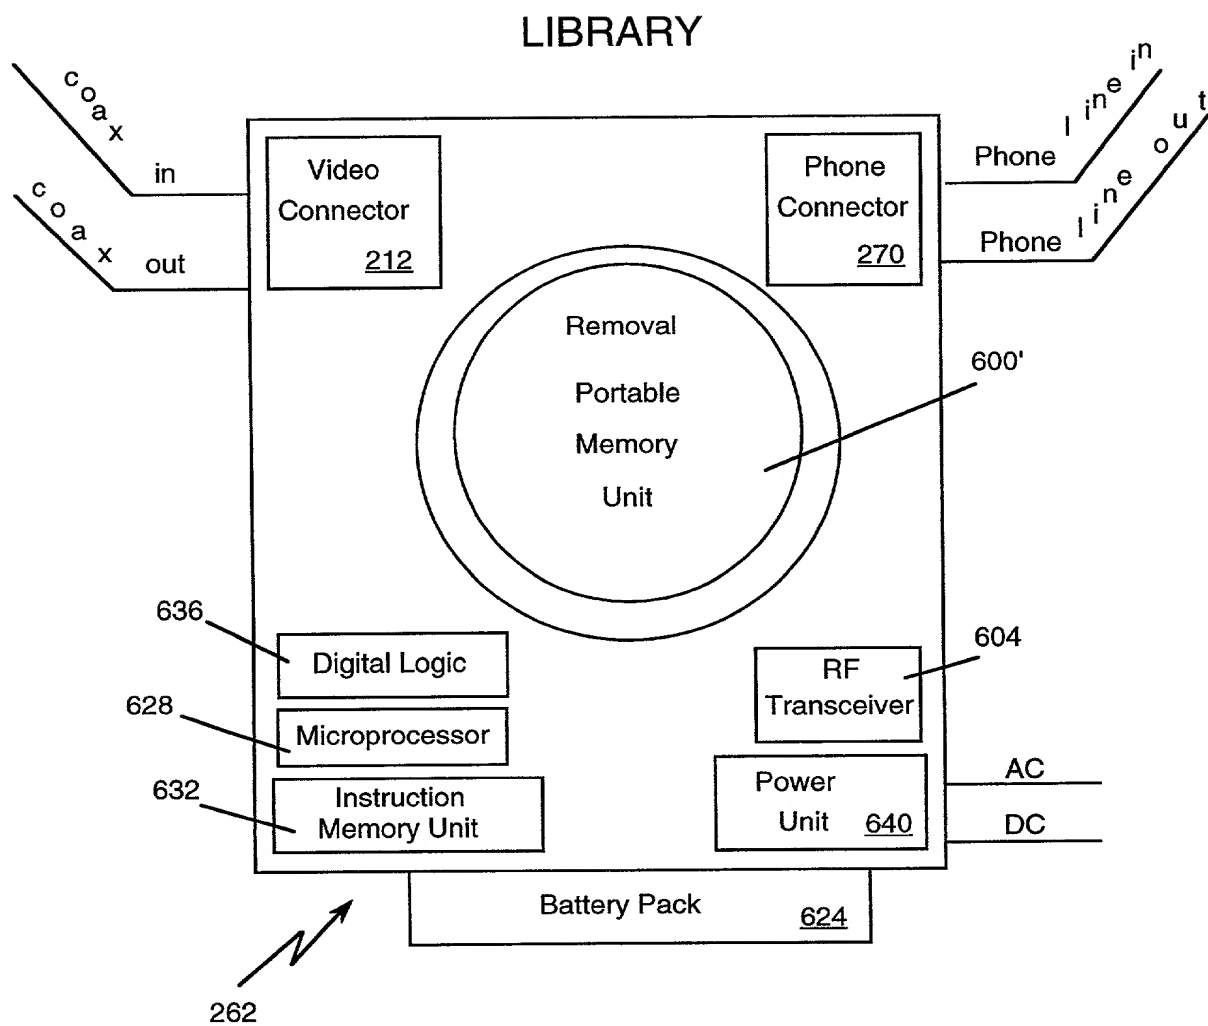 LIBRARY
coax in
coax out
Video
Connector
212
Phone
Connector
270
Phone line in
Phone line out
Removal
Portable
Memory
Unit
600'
636
Digital Logic
628
Microprocessor
632
Instruction
Memory Unit
RF
Transceiver
604
Power
Unit 640
AC
DC
Battery Pack 624
262